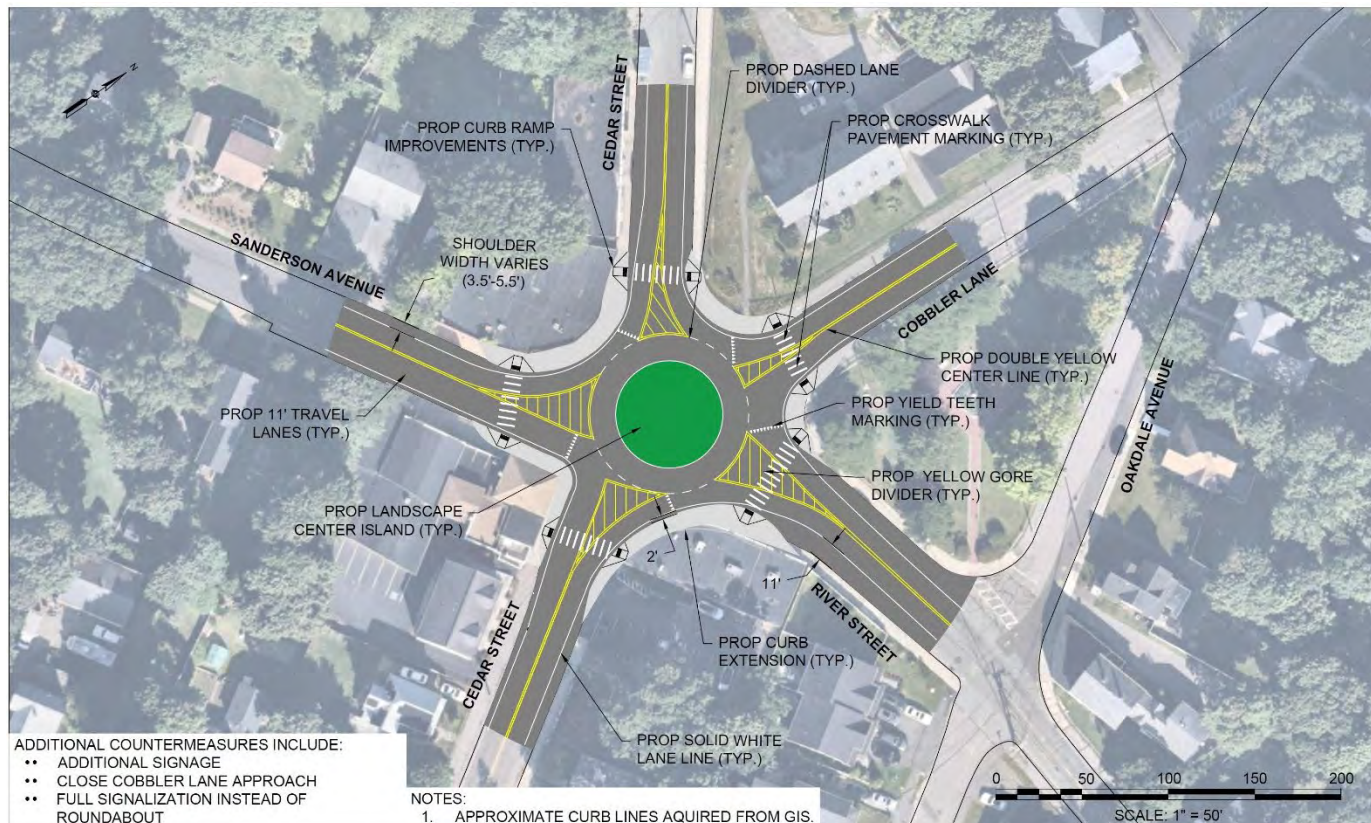 N
CEDAR STREET
PROP DASHED LANE
DIVIDER (TYP.)
PROP CURB RAMP
IMPROVEMENTS (TYP.)
PROP CROSSWALK
PAVEMENT MARKING (TYP.)
SANDERSON AVENUE
SHOULDER
WIDTH VARIES
(3.5'-5.5')
COBBLER LANE
PROP DOUBLE YELLOW
CENTER LINE (TYP.)
OAKDALE AVENUE
PROP 11' TRAVEL
LANES (TYP.)
PROP YIELD TEETH
MARKING (TYP.)
PROP YELLOW GORE
DIVIDER (TYP.)
PROP LANDSCAPE
CENTER ISLAND (TYP.)
2'
11'
RIVER STREET
PROP CURB
EXTENSION (TYP.)
CEDAR STREET
PROP SOLID WHITE
LANE LINE (TYP.)
ADDITIONAL COUNTERMEASURES INCLUDE:
•• ADDITIONAL SIGNAGE
•• CLOSE COBBLER LANE APPROACH
•• FULL SIGNALIZATION INSTEAD OF
ROUNDABOUT
NOTES:
1. APPROXIMATE CURB LINES AQUIRED FROM GIS.
0 50 100 150 200
SCALE: 1" = 50'